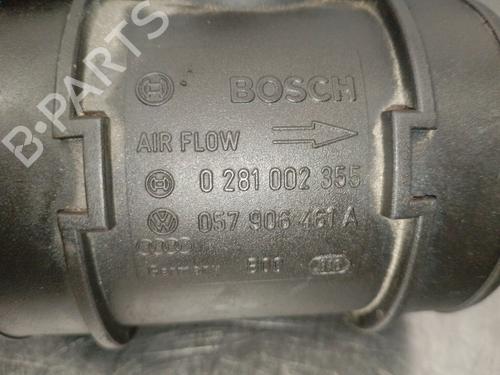 BOSCH
AIR FLOW
0 281 002 355
057 906 461 A
Germany
B·PARTS